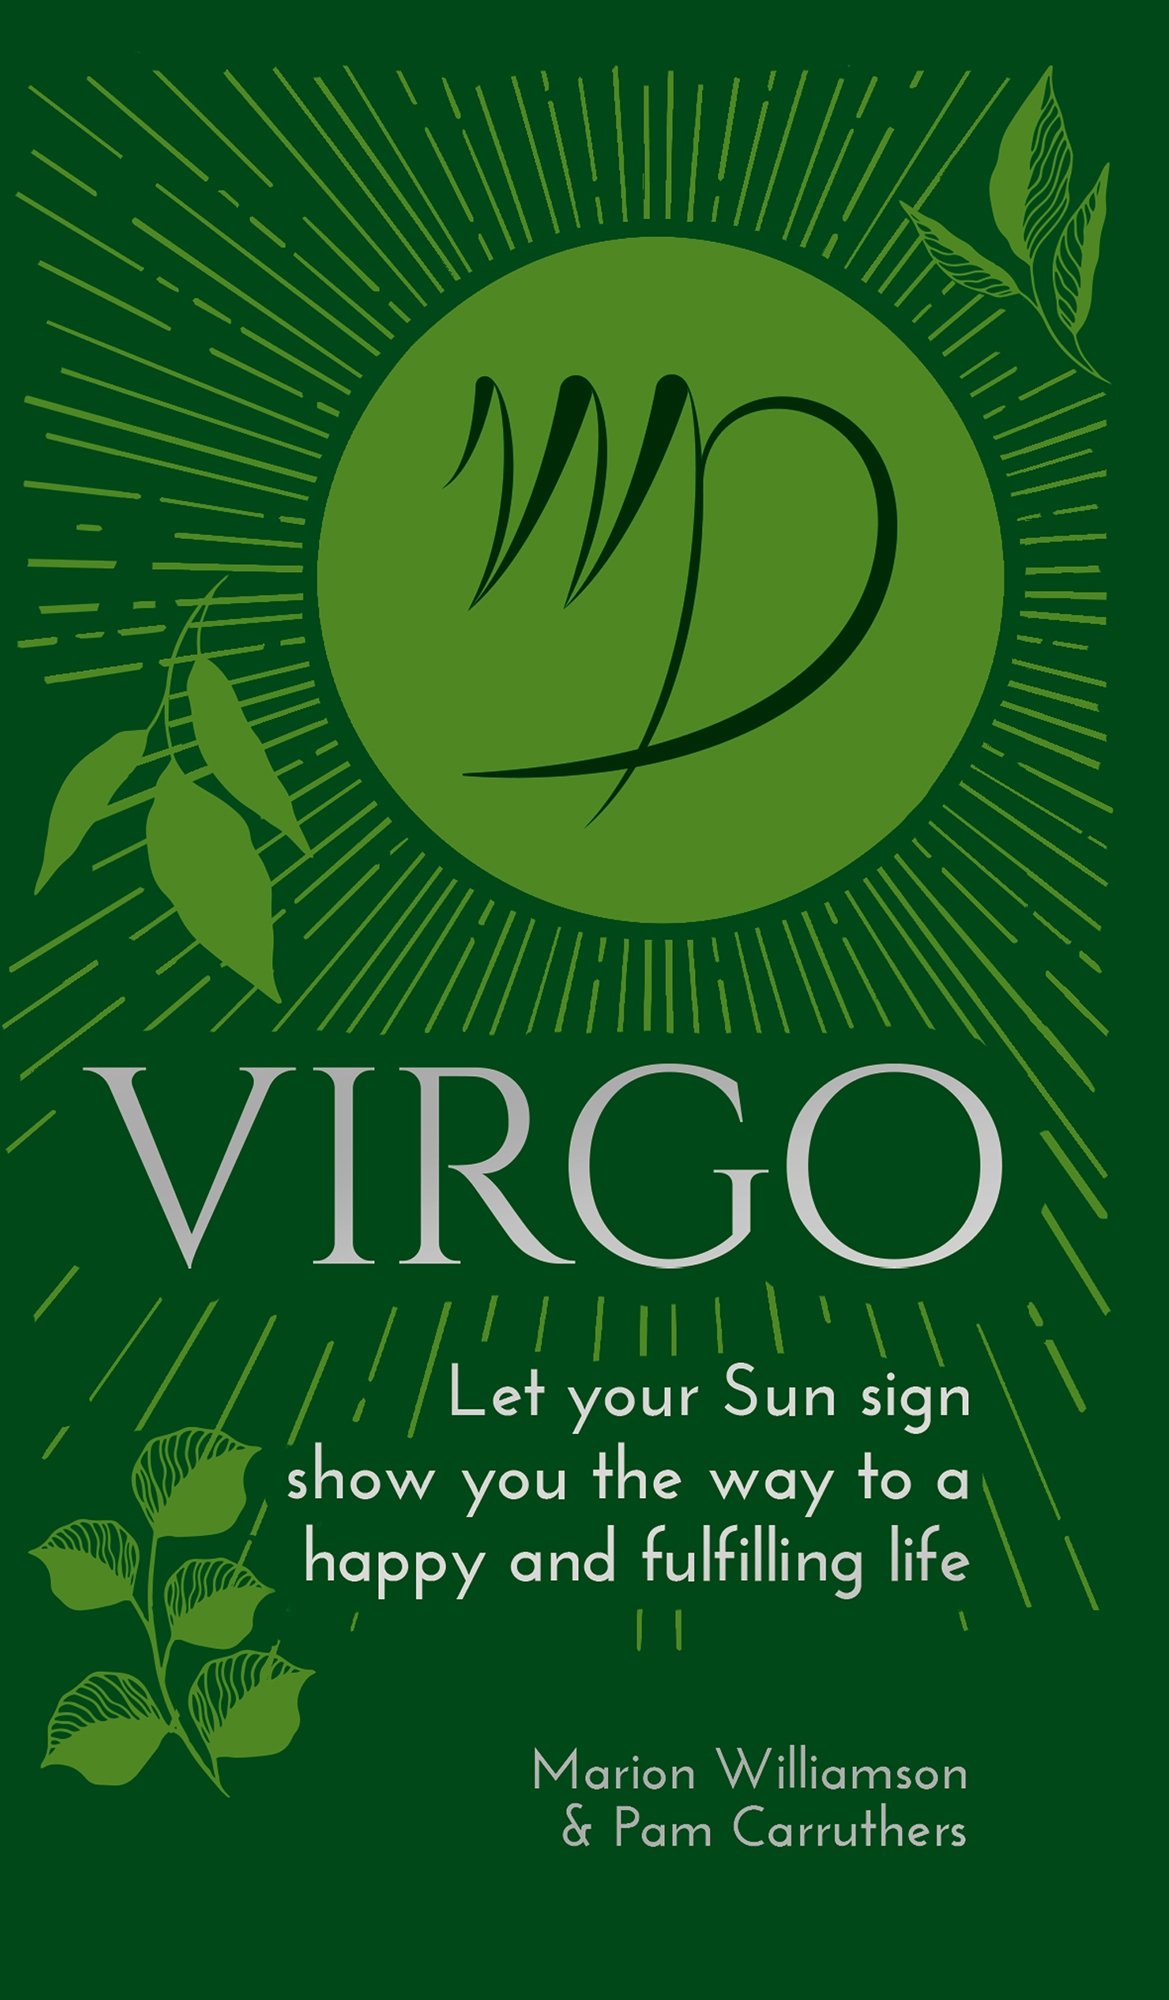 VIRGO
Let your Sun sign
show you the way to a
happy and fulfilling life
Marion Williamson
& Pam Carruthers